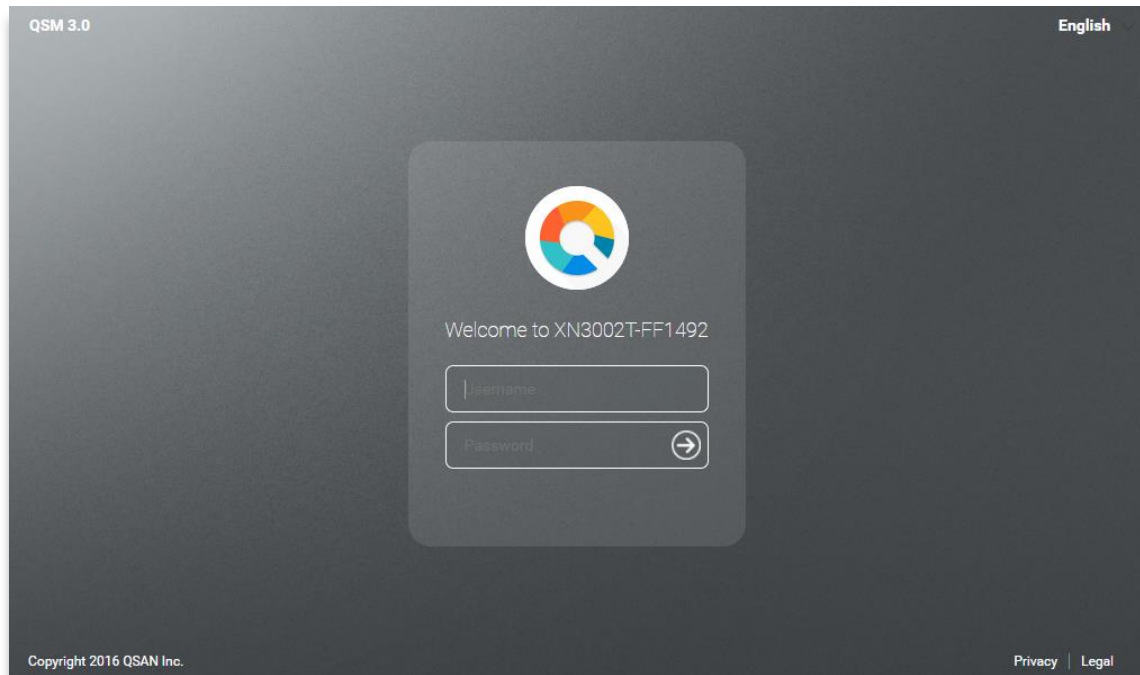 QSM 3.0
English
Welcome to XN3002T-FF1492
Username
Password
Copyright 2016 QSAN Inc.
Privacy | Legal